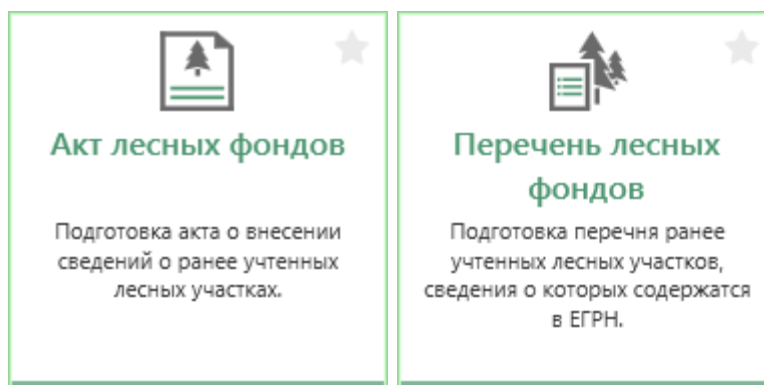 Акт лесных фондов
Подготовка акта о внесении
сведений о ранее учтенных
лесных участках.
Перечень лесных
фондов
Подготовка перечня ранее
учтенных лесных участков,
сведения о которых содержатся
в ЕГРН.